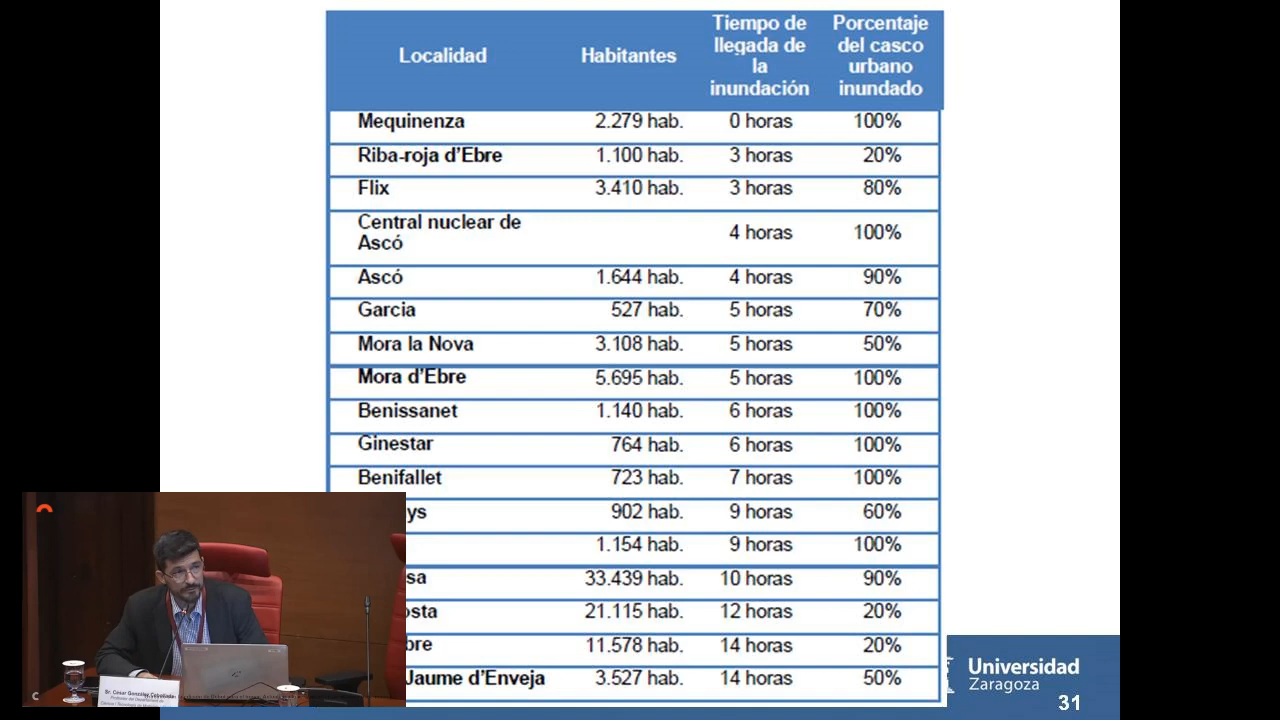 Localidad Habitantes Tiempo de llegada de la inundación Porcentaje del casco urbano inundado
Mequinenza 2.279 hab. 0 horas 100%
Riba-roja d'Ebre 1.100 hab. 3 horas 20%
Flix 3.410 hab. 3 horas 80%
Central nuclear de Ascó 4 horas 100%
Ascó 1.644 hab. 4 horas 90%
Garcia 527 hab. 5 horas 70%
Mora la Nova 3.108 hab. 5 horas 50%
Mora d'Ebre 5.695 hab. 5 horas 100%
Benissanet 1.140 hab. 6 horas 100%
Ginestar 764 hab. 6 horas 100%
Benifallet 723 hab. 7 horas 100%
ys 902 hab. 9 horas 60%
1.154 hab. 9 horas 100%
sa 33.439 hab. 10 horas 90%
osta 21.115 hab. 12 horas 20%
bre 11.578 hab. 14 horas 20%
Jaume d'Enveja 3.527 hab. 14 horas 50%
Universidad
Zaragoza
31